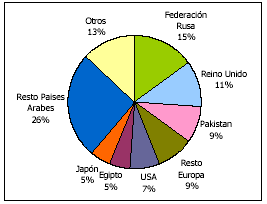 Federación
Rusa
15%
Reino Unido
11%
Pakistan
9%
Resto
Europa
9%
USA
7%
Egipto
5%
Japón
5%
Resto Paises
Arabes
26%
Otros
13%